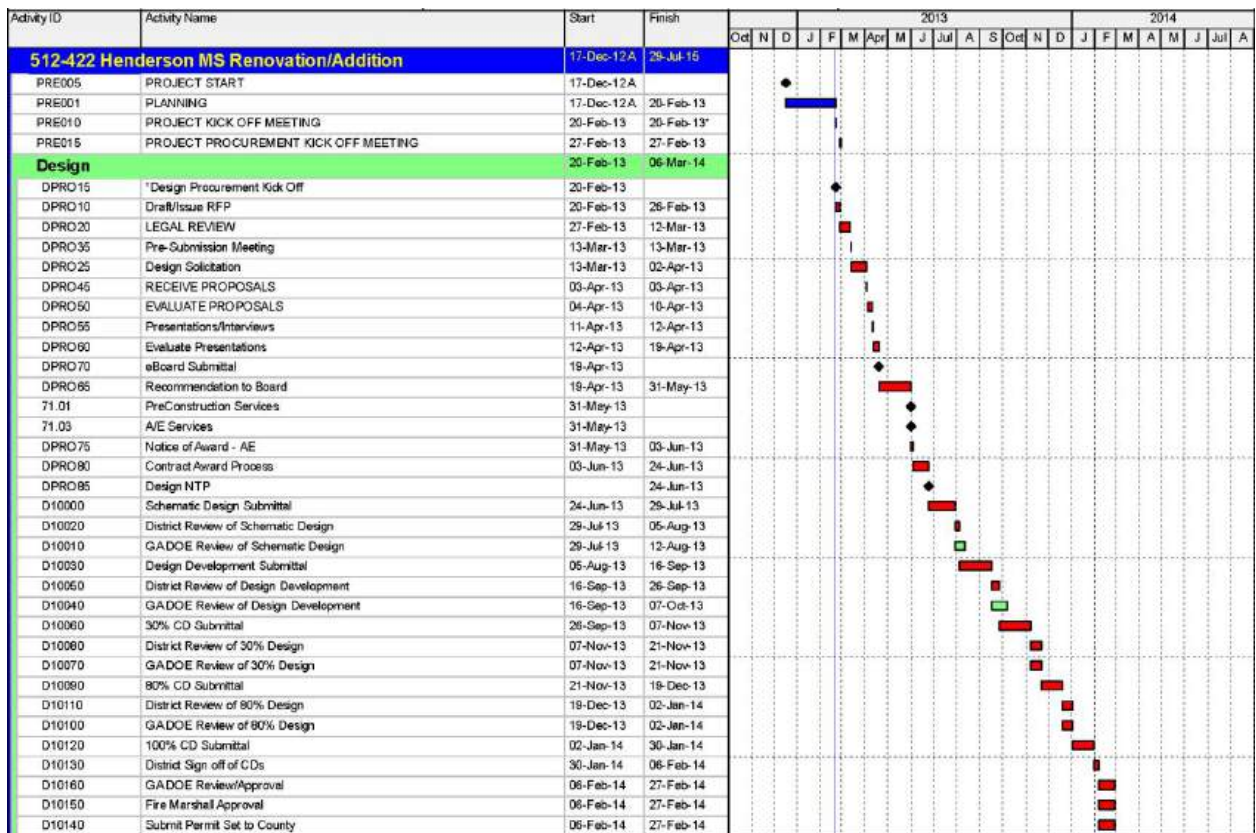 Activity ID Activity Name Start Finish 2013 2014
Oct N D J F M Apr M J Jul A S Oct N D J F M A M J Jul A
512-422 Henderson MS Renovation/Addition 17-Dec-12A 29-Jul-15
PRE005 PROJECT START 17-Dec-12A
PRE001 PLANNING 17-Dec-12A 20-Feb-13
PRE010 PROJECT KICK OFF MEETING 20-Feb-13 20-Feb-13*
PRE015 PROJECT PROCUREMENT KICK OFF MEETING 27-Feb-13 27-Feb-13
Design 20-Feb-13 06-Mar-14
DPRO15 *Design Procurement Kick Off 20-Feb-13
DPRO10 Draft/Issue RFP 20-Feb-13 26-Feb-13
DPRO20 LEGAL REVIEW 27-Feb-13 12-Mar-13
DPRO35 Pre-Submission Meeting 13-Mar-13 13-Mar-13
DPRO25 Design Solicitation 13-Mar-13 02-Apr-13
DPRO45 RECEIVE PROPOSALS 03-Apr-13 03-Apr-13
DPRO50 EVALUATE PROPOSALS 04-Apr-13 10-Apr-13
DPRO55 Presentations/Interviews 11-Apr-13 12-Apr-13
DPRO60 Evaluate Presentations 12-Apr-13 19-Apr-13
DPRO70 eBoard Submittal 19-Apr-13
DPRO65 Recommendation to Board 19-Apr-13 31-May-13
71.01 PreConstruction Services 31-May-13
71.03 A/E Services 31-May-13
DPRO75 Notice of Award - AE 31-May-13 03-Jun-13
DPRO80 Contract Award Process 03-Jun-13 24-Jun-13
DPRO85 Design NTP 24-Jun-13
D10000 Schematic Design Submittal 24-Jun-13 29-Jul-13
D10020 District Review of Schematic Design 29-Jul-13 05-Aug-13
D10010 GADOE Review of Schematic Design 29-Jul-13 12-Aug-13
D10030 Design Development Submittal 05-Aug-13 16-Sep-13
D10050 District Review of Design Development 16-Sep-13 26-Sep-13
D10040 GADOE Review of Design Development 16-Sep-13 07-Oct-13
D10060 30% CD Submittal 26-Sep-13 07-Nov-13
D10080 District Review of 30% Design 07-Nov-13 21-Nov-13
D10070 GADOE Review of 30% Design 07-Nov-13 21-Nov-13
D10090 80% CD Submittal 21-Nov-13 19-Dec-13
D10110 District Review of 80% Design 19-Dec-13 02-Jan-14
D10100 GADOE Review of 80% Design 19-Dec-13 02-Jan-14
D10120 100% CD Submittal 02-Jan-14 30-Jan-14
D10130 District Sign off of CDs 30-Jan-14 06-Feb-14
D10160 GADOE Review/Approval 06-Feb-14 27-Feb-14
D10150 Fire Marshall Approval 06-Feb-14 27-Feb-14
D10140 Submit Permit Set to County 06-Feb-14 27-Feb-14